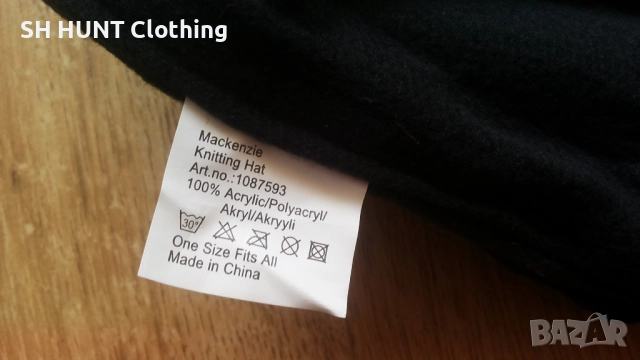 SH HUNT Clothing
Mackenzie
Knitting Hat
Art.no.:1087593
100% Acrylic/Polyacryl/
Akryl/Akryyli
30°
One Size Fits All
Made in China
BAZAR